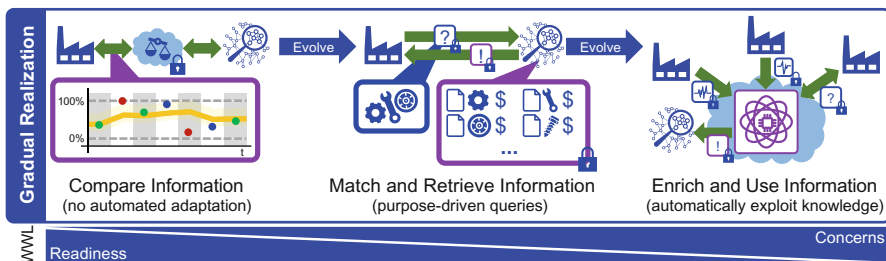 Gradual Realization
Evolve
Evolve
?
!
100%
0%
t
$ $
$ $
...
?
!
Compare Information
(no automated adaptation)
Match and Retrieve Information
(purpose-driven queries)
Enrich and Use Information
(automatically exploit knowledge)
WWL
Readiness
Concerns